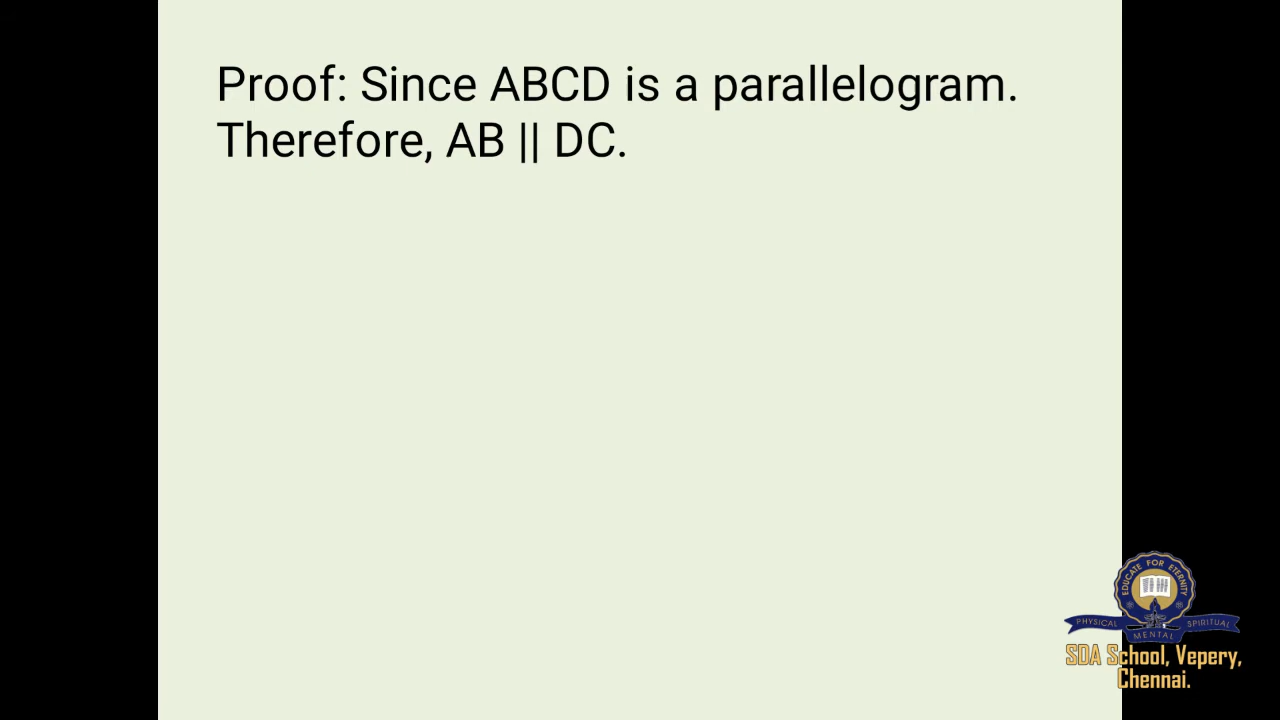 Proof: Since ABCD is a parallelogram.
Therefore, AB || DC.
EDUCATE FOR ETERNITY
PHYSICAL MENTAL SPIRITUAL
SDA School, Vepery,
Chennai.